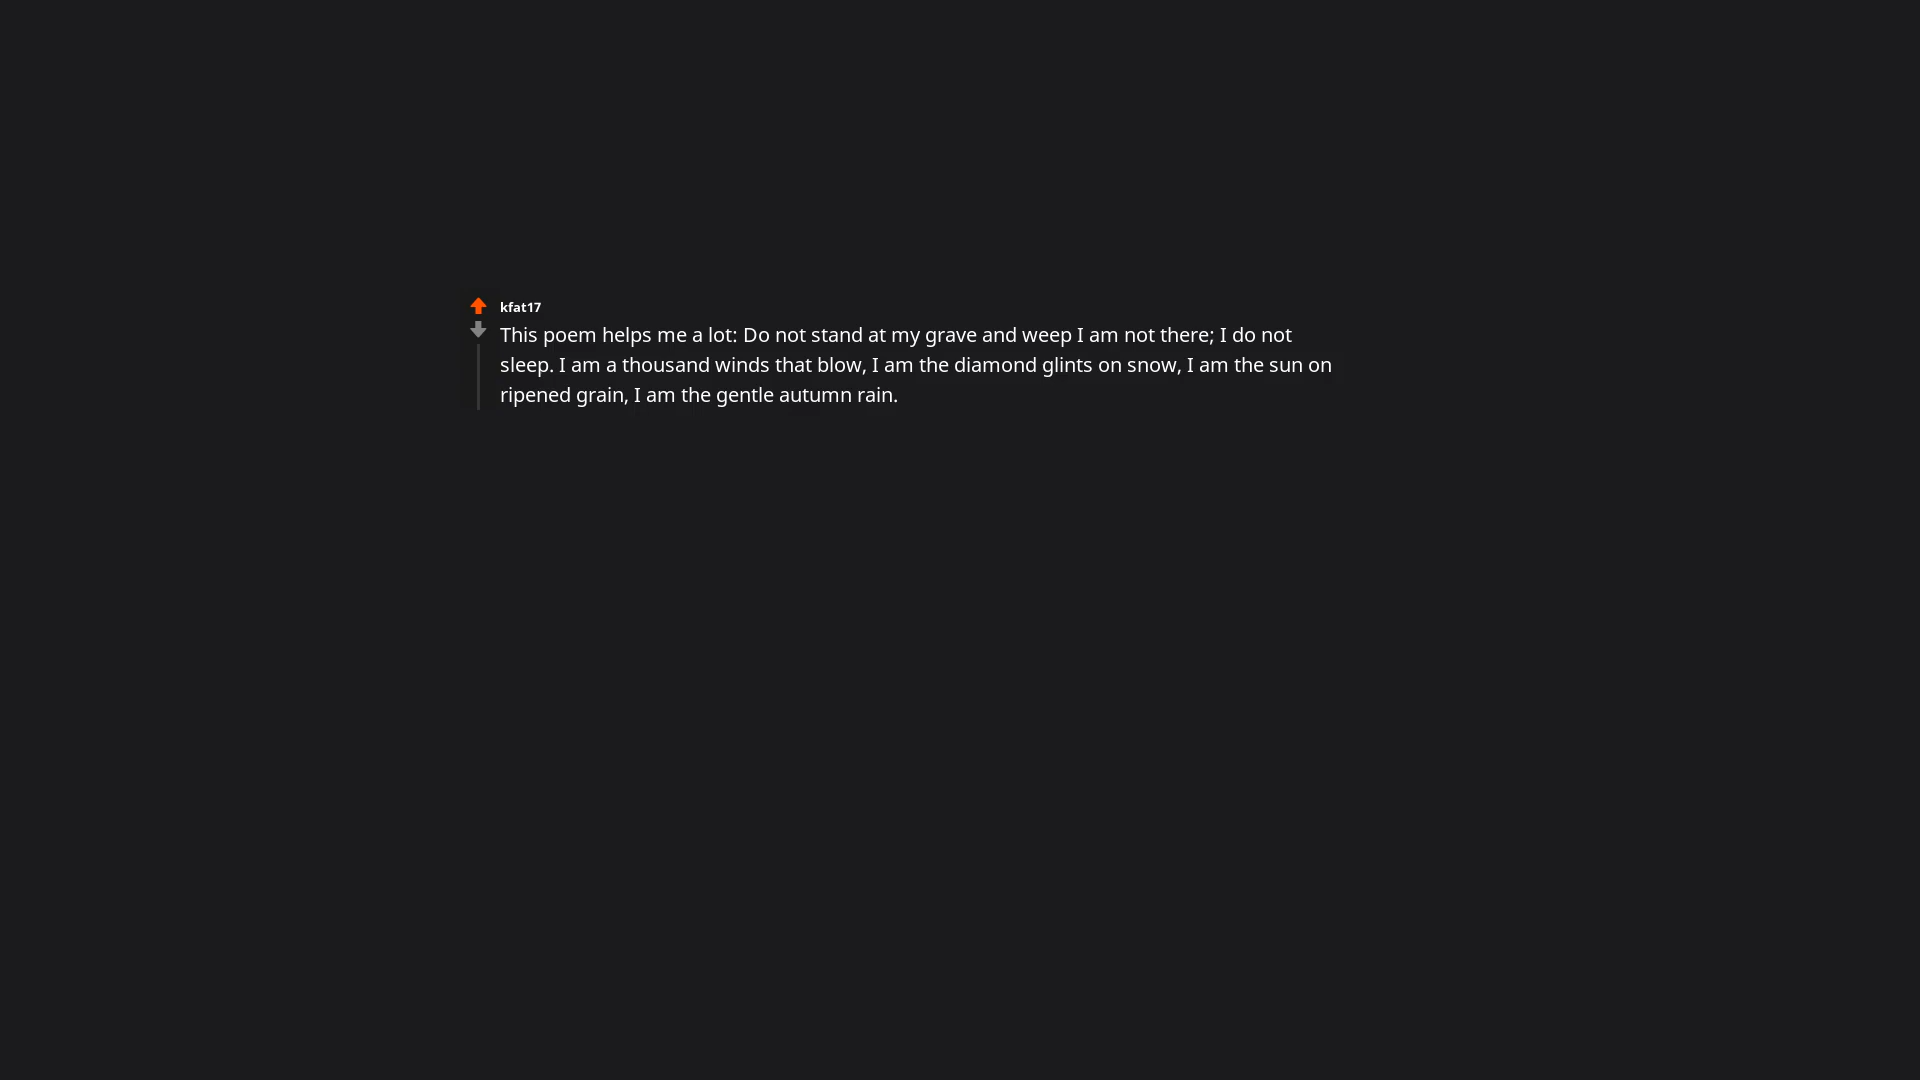 kfat17
This poem helps me a lot: Do not stand at my grave and weep I am not there; I do not
sleep. I am a thousand winds that blow, I am the diamond glints on snow, I am the sun on
ripened grain, I am the gentle autumn rain.